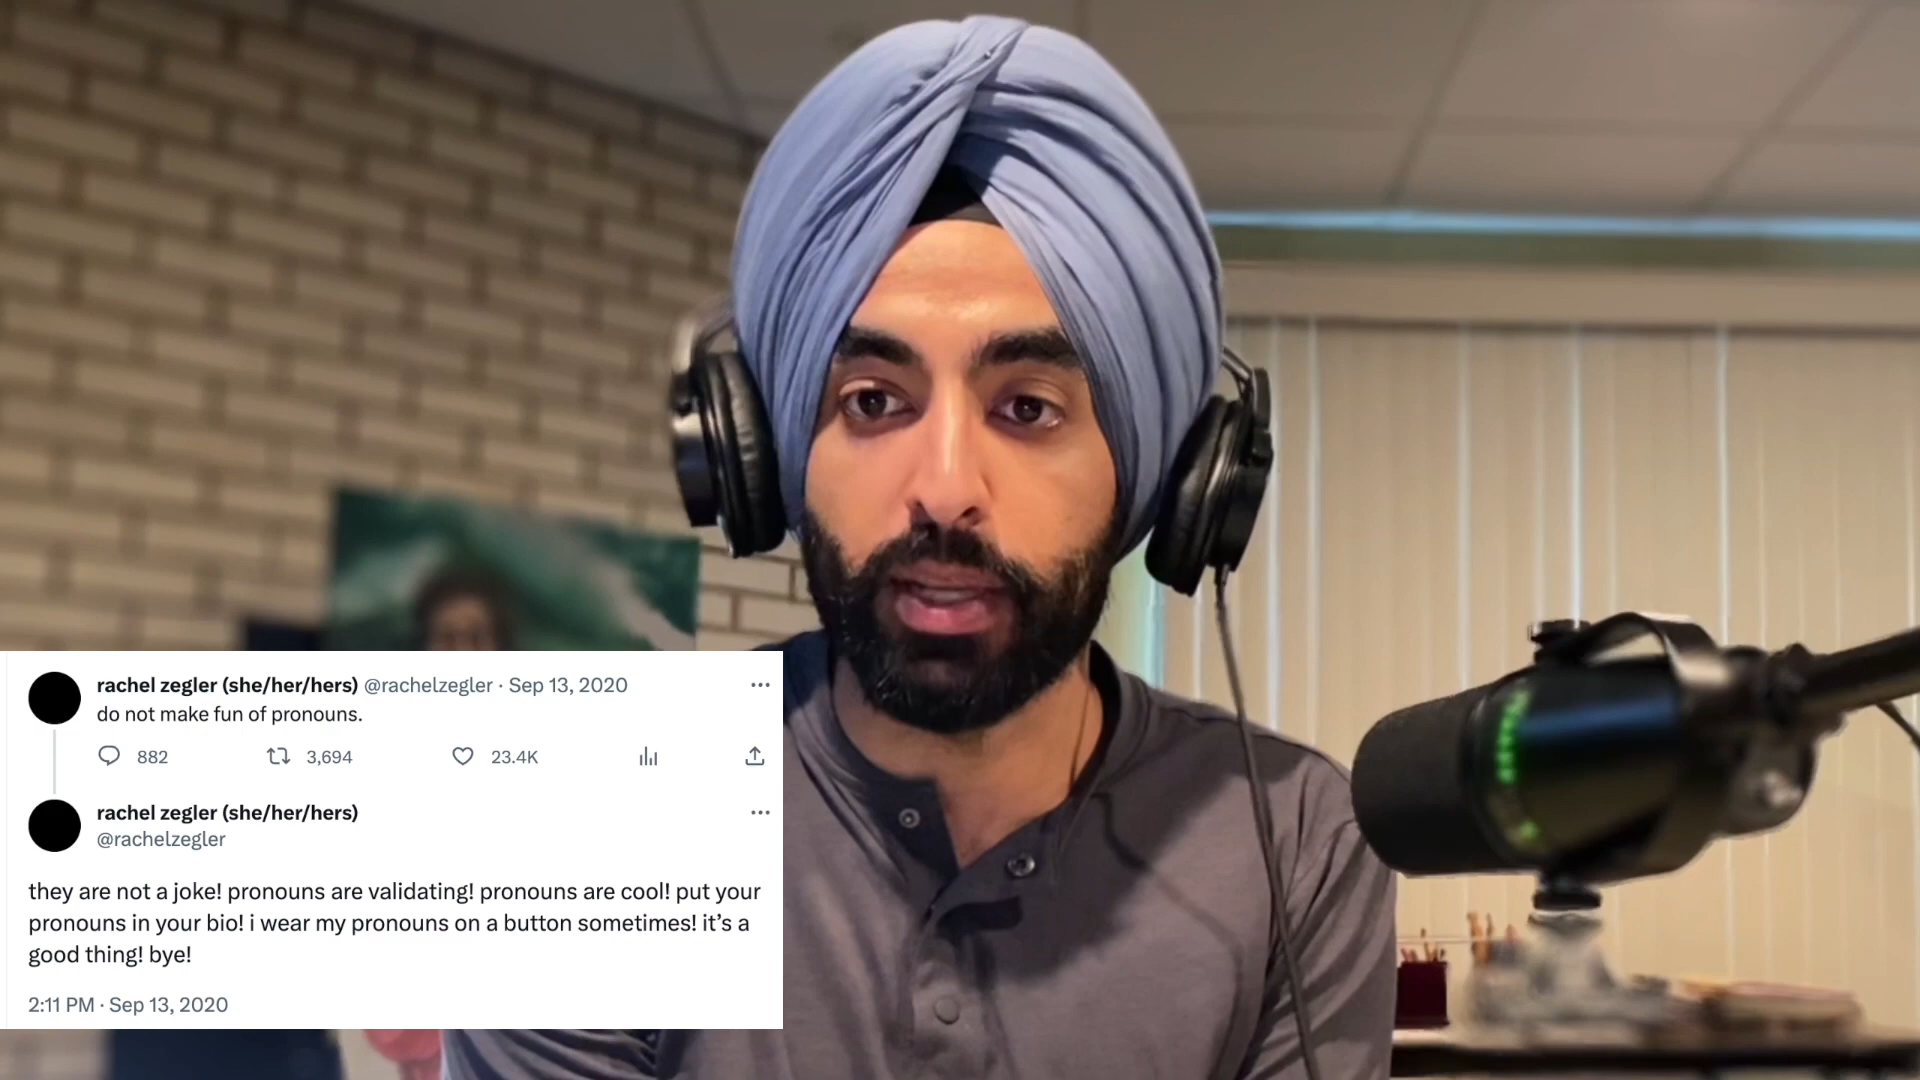 rachel zegler (she/her/hers) @rachelzegler · Sep 13, 2020
do not make fun of pronouns.
882 3,694 23.4K
rachel zegler (she/her/hers)
@rachelzegler
they are not a joke! pronouns are validating! pronouns are cool! put your
pronouns in your bio! i wear my pronouns on a button sometimes! it’s a
good thing! bye!
2:11 PM · Sep 13, 2020